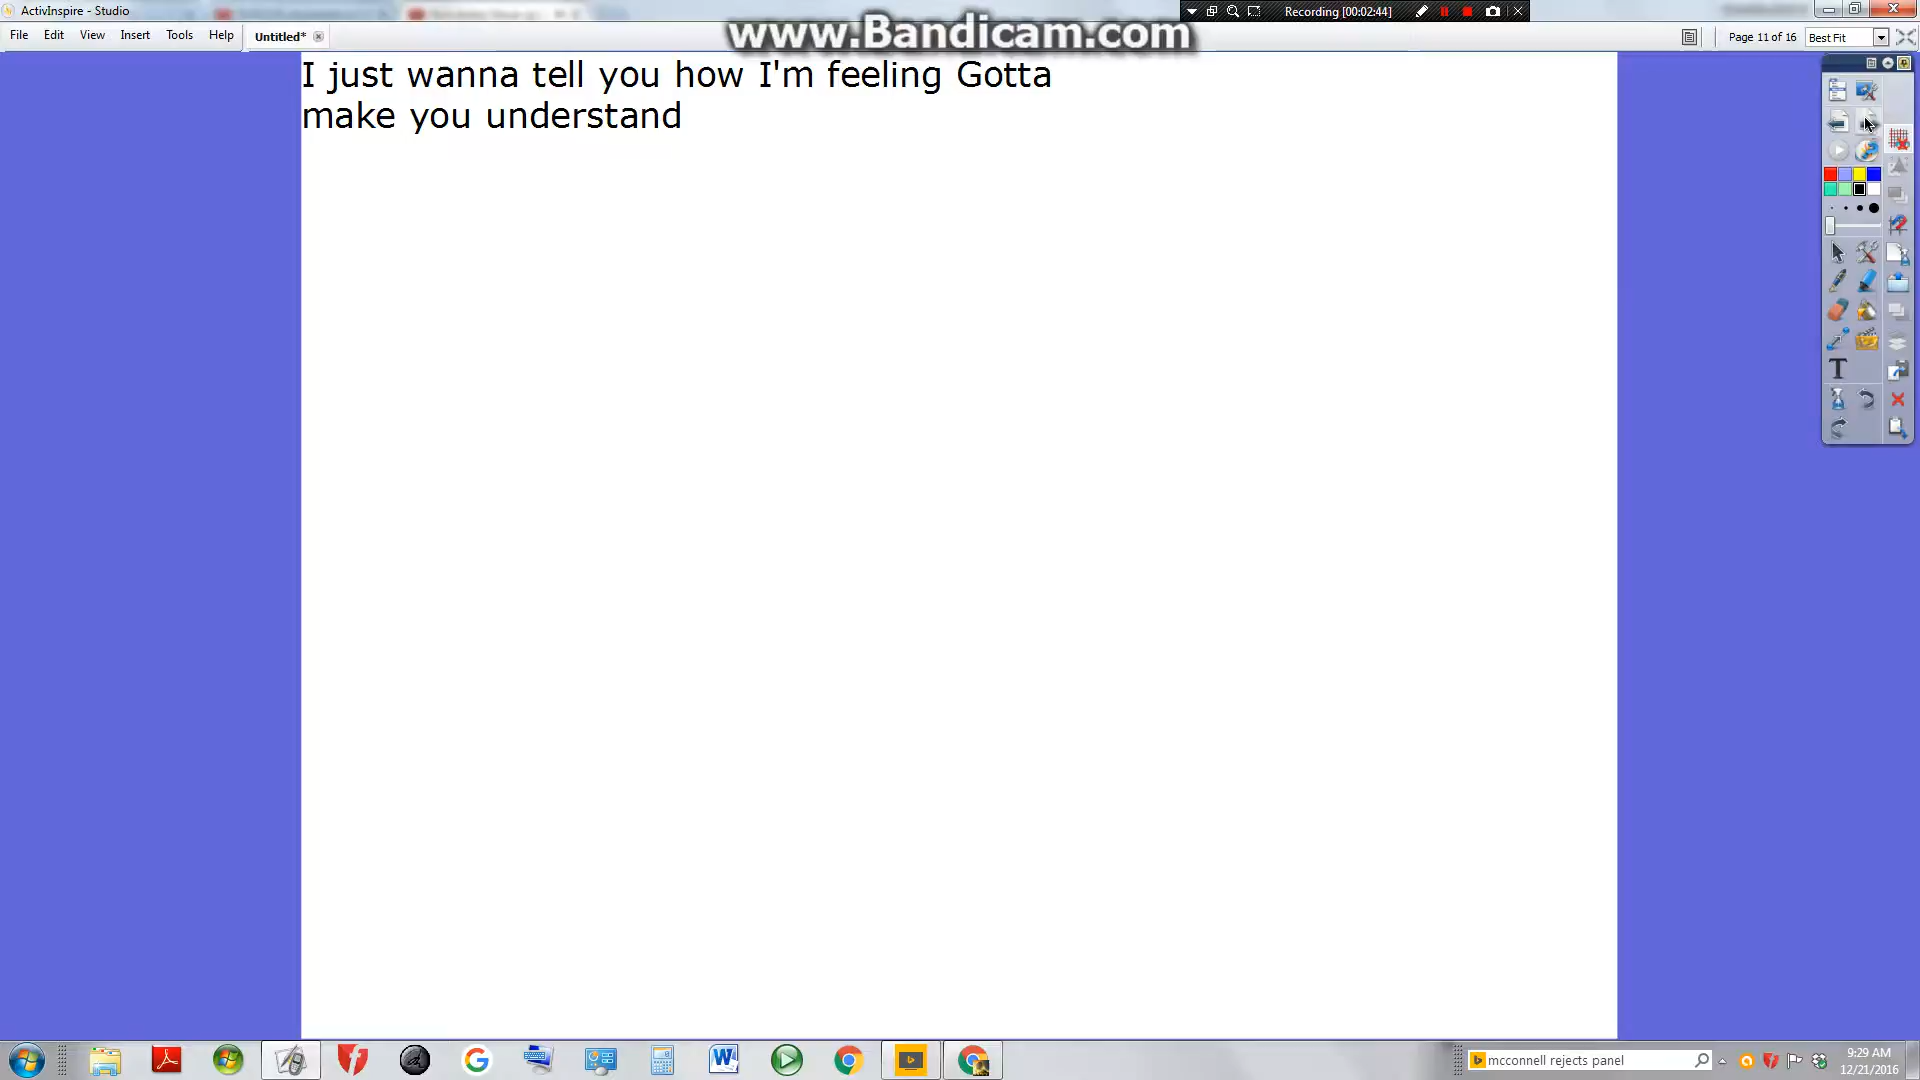 ActivInspire - Studio
www.Bandicam.com
Recording [00:02:44]
File Edit View Insert Tools Help Untitled*
Page 11 of 16 Best Fit
I just wanna tell you how I'm feeling Gotta
make you understand
T
mcconnell rejects panel
9:29 AM
12/21/2016